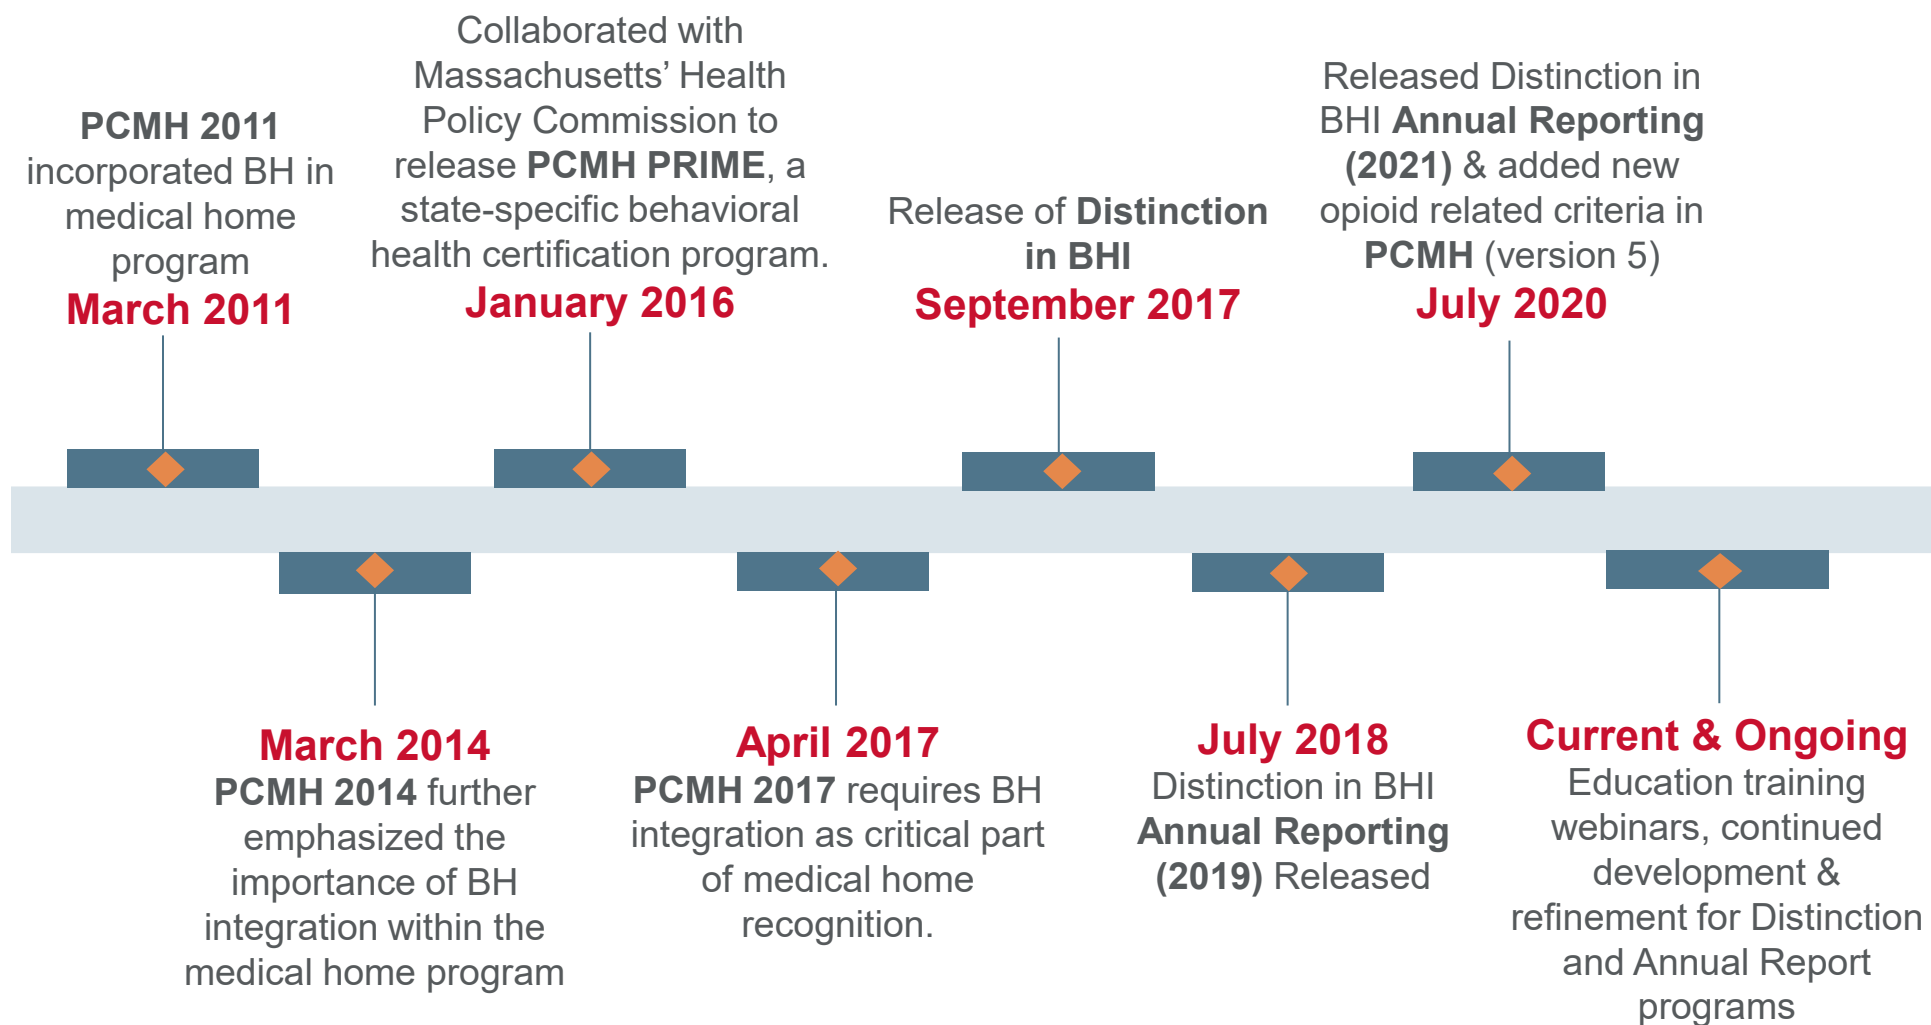 PCMH 2011
incorporated BH in
medical home
program
March 2011
Collaborated with
Massachusetts’ Health
Policy Commission to
release PCMH PRIME, a
state-specific behavioral
health certification program.
January 2016
Release of Distinction
in BHI
September 2017
Released Distinction in
BHI Annual Reporting
(2021) & added new
opioid related criteria in
PCMH (version 5)
July 2020
March 2014
PCMH 2014 further
emphasized the
importance of BH
integration within the
medical home program
April 2017
PCMH 2017 requires BH
integration as critical part
of medical home
recognition.
July 2018
Distinction in BHI
Annual Reporting
(2019) Released
Current & Ongoing
Education training
webinars, continued
development &
refinement for Distinction
and Annual Report
programs